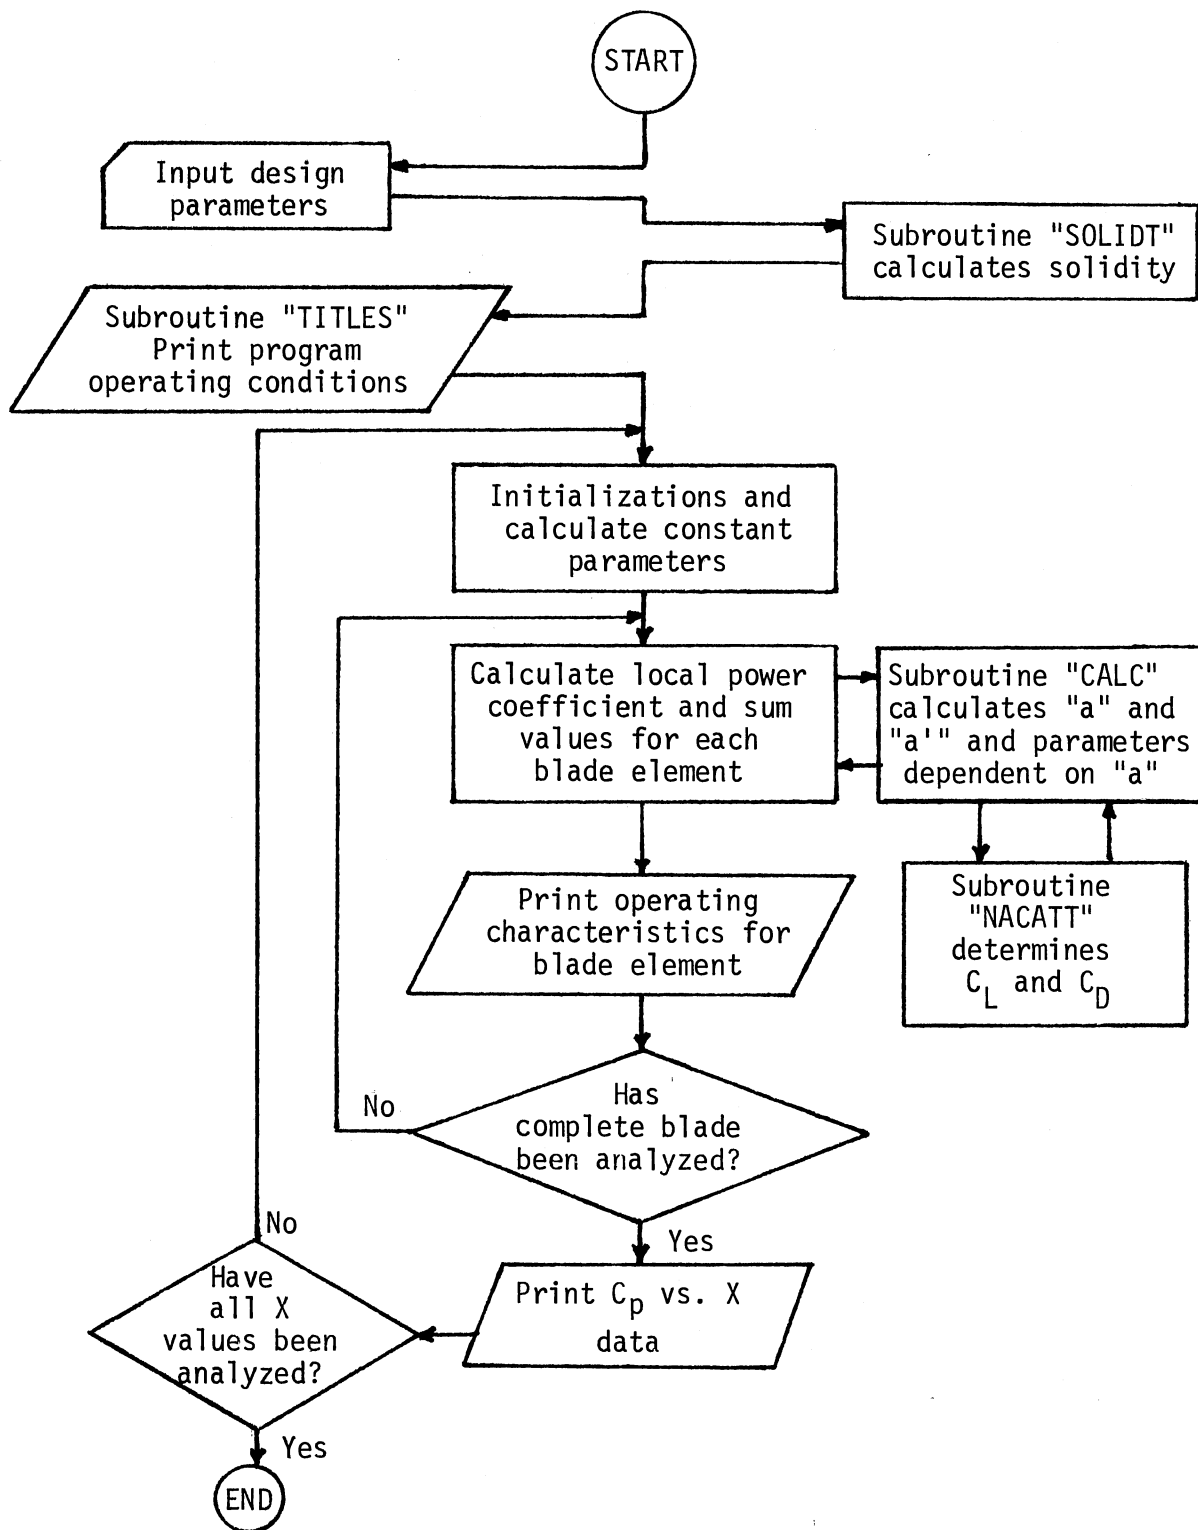 START
Input design
parameters
Subroutine "SOLIDT"
calculates solidity
Subroutine "TITLES"
Print program
operating conditions
Initializations and
calculate constant
parameters
Calculate local power
coefficient and sum
values for each
blade element
Subroutine "CALC"
calculates "a" and
"a'" and parameters
dependent on "a"
Subroutine
"NACATT"
determines
C_L and C_D
Print operating
characteristics for
blade element
Has
complete blade
been analyzed?
No
Yes
Print C_p vs. X
data
Have
all X
values been
analyzed?
No
Yes
END